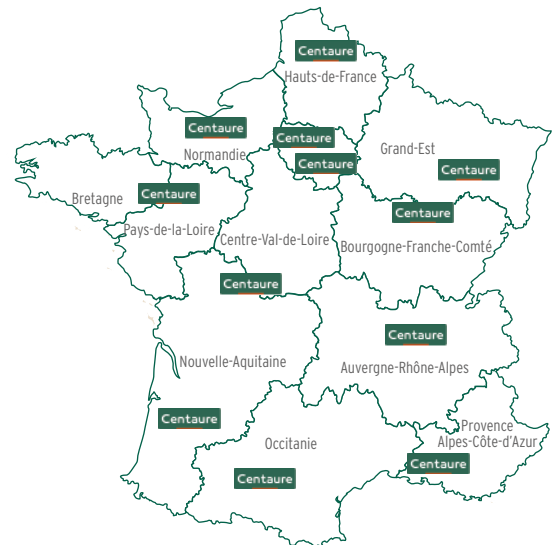 Centaure
Hauts-de-France
Centaure
Normandie
Centaure
Centaure
Grand-Est
Centaure
Centaure
Bretagne
Centaure
Pays-de-la-Loire
Centre-Val-de-Loire
Bourgogne-Franche-Comté
Centaure
Centaure
Nouvelle-Aquitaine
Auvergne-Rhône-Alpes
Centaure
Occitanie
Provence
Alpes-Côte-d'Azur
Centaure
Centaure